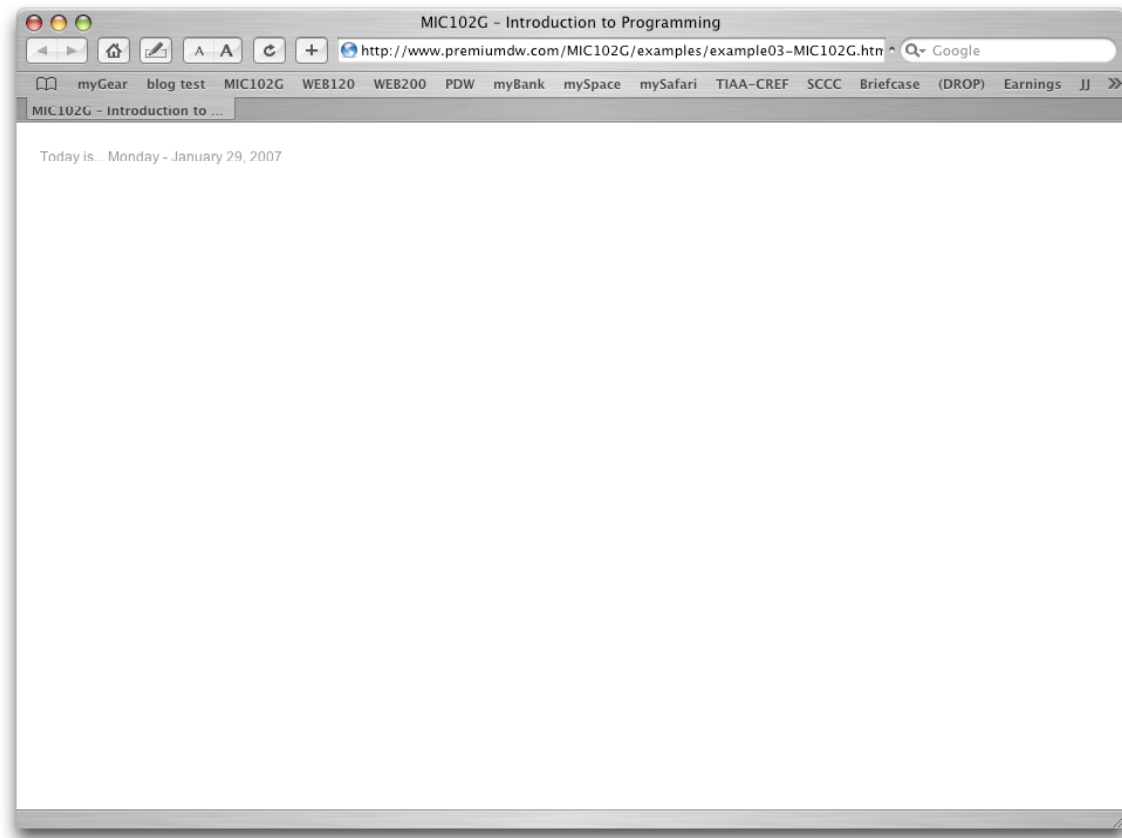 MIC102G – Introduction to Programming
A A + http://www.premiumdw.com/MIC102G/examples/example03-MIC102G.htm Google
myGear blog test MIC102G WEB120 WEB200 PDW myBank mySpace mySafari TIAA-CREF SCCC Briefcase (DROP) Earnings JJ »
MIC102G – Introduction to ...
Today is... Monday - January 29, 2007